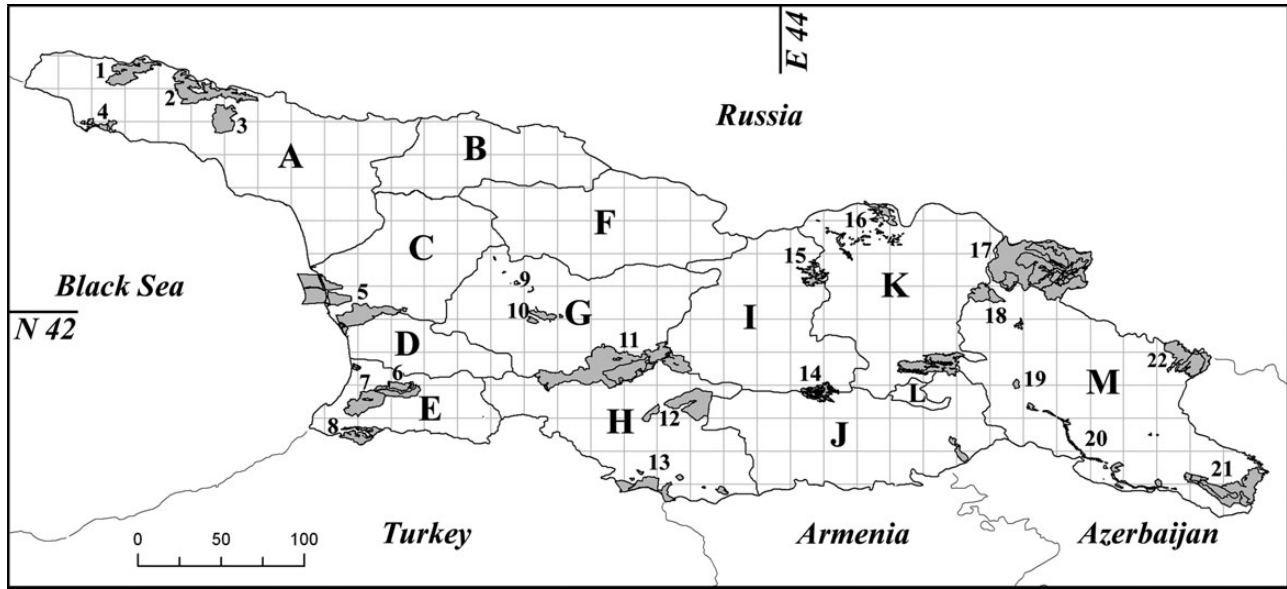 E 44
Russia
1
2
3
4
A
B
F
C
16
15
17
K
Black Sea
9
5
10
G
I
18
N 42
D
11
22
6
7
14
19
M
E
L
12
H
J
8
20
13
21
0 50 100
Turkey
Armenia
Azerbaijan